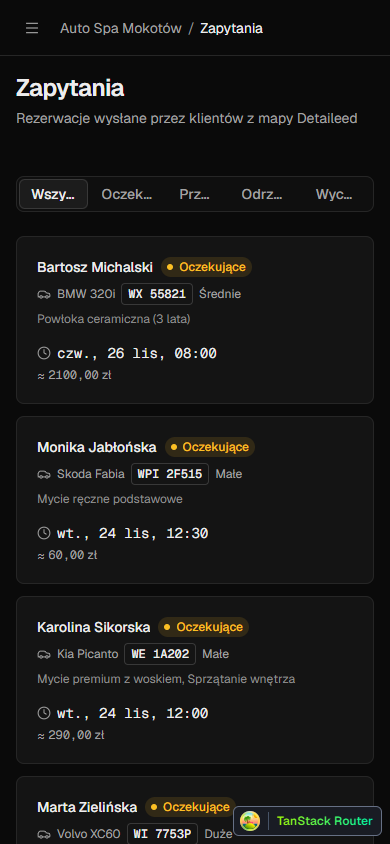 Auto Spa Mokotów / Zapytania
Zapytania
Rezerwacje wysłane przez klientów z mapy Detaileed
Wszy... Oczek... Prz... Odrz... Wyc...
Bartosz Michalski Oczekujące
BMW 320i WX 55821 Średnie
Powłoka ceramiczna (3 lata)
czw., 26 lis, 08:00
≈ 2100,00 zł
Monika Jabłońska Oczekujące
Skoda Fabia WPI 2F515 Małe
Mycie ręczne podstawowe
wt., 24 lis, 12:30
≈ 60,00 zł
Karolina Sikorska Oczekujące
Kia Picanto WE 1A202 Małe
Mycie premium z woskiem, Sprzątanie wnętrza
wt., 24 lis, 12:00
≈ 290,00 zł
Marta Zielińska Oczekujące
Volvo XC60 WI 7753P Duże
TanStack Router